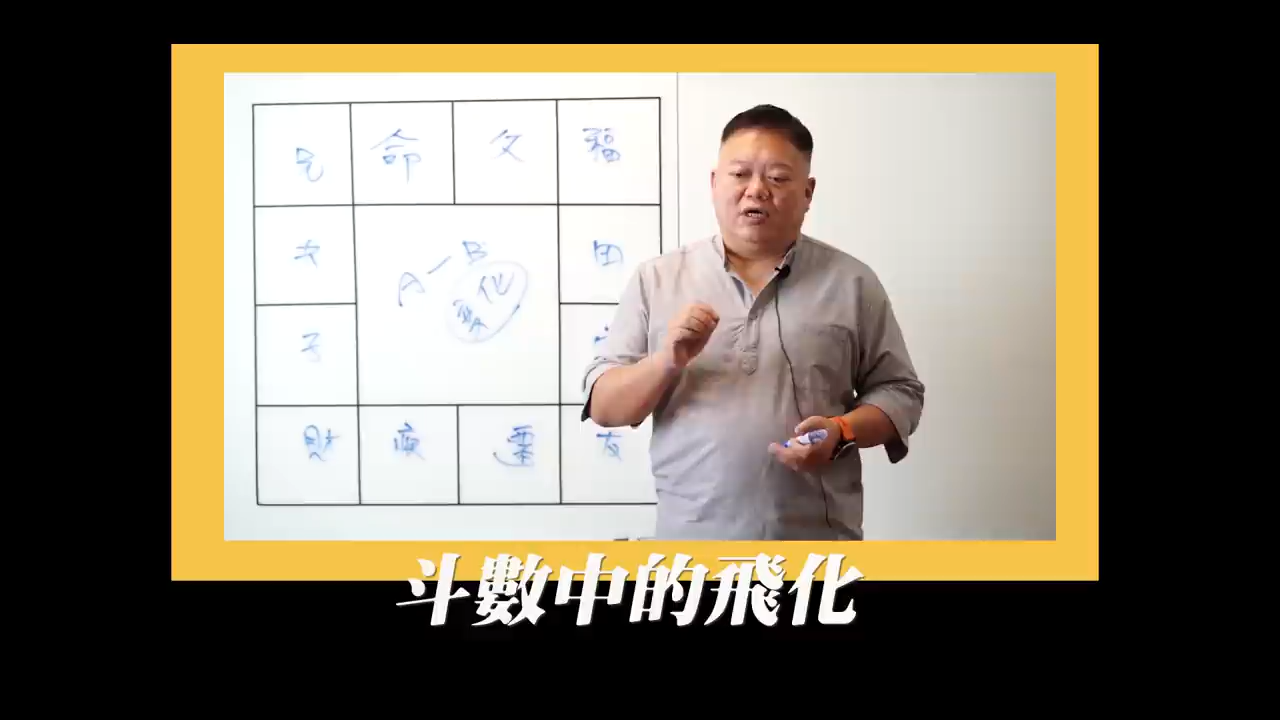 兄 命 父 福
夫 A — B 田
化
子
財 疾 遷 友
斗數中的飛化